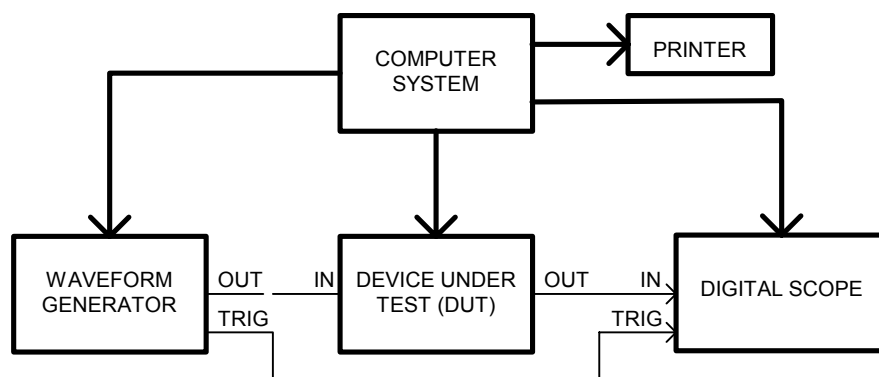 COMPUTER
SYSTEM
PRINTER
WAVEFORM
GENERATOR
OUT
TRIG
IN
DEVICE UNDER
TEST (DUT)
OUT
IN
TRIG
DIGITAL SCOPE